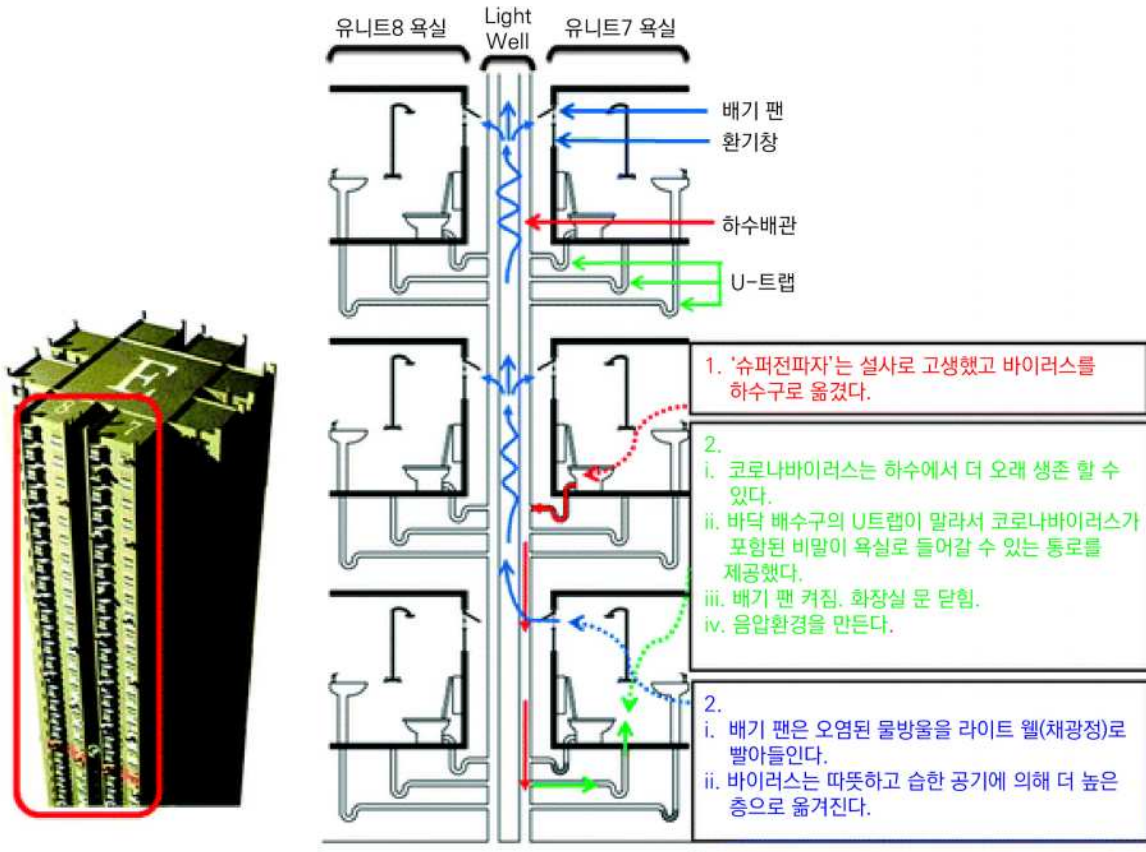 유니트8 욕실
Light
Well
유니트7 욕실
배기 팬
환기창
하수배관
U-트랩
E
8
7
1. '슈퍼전파자'는 설사로 고생했고 바이러스를
하수구로 옮겼다.
2.
i. 코로나바이러스는 하수에서 더 오래 생존 할 수
있다.
ii. 바닥 배수구의 U트랩이 말라서 코로나바이러스가
포함된 비말이 욕실로 들어갈 수 있는 통로를
제공했다.
iii. 배기 팬 켜짐. 화장실 문 닫힘.
iv. 음압환경을 만든다.
2.
i. 배기 팬은 오염된 물방울을 라이트 웰(채광정)로
빨아들인다.
ii. 바이러스는 따뜻하고 습한 공기에 의해 더 높은
층으로 옮겨진다.